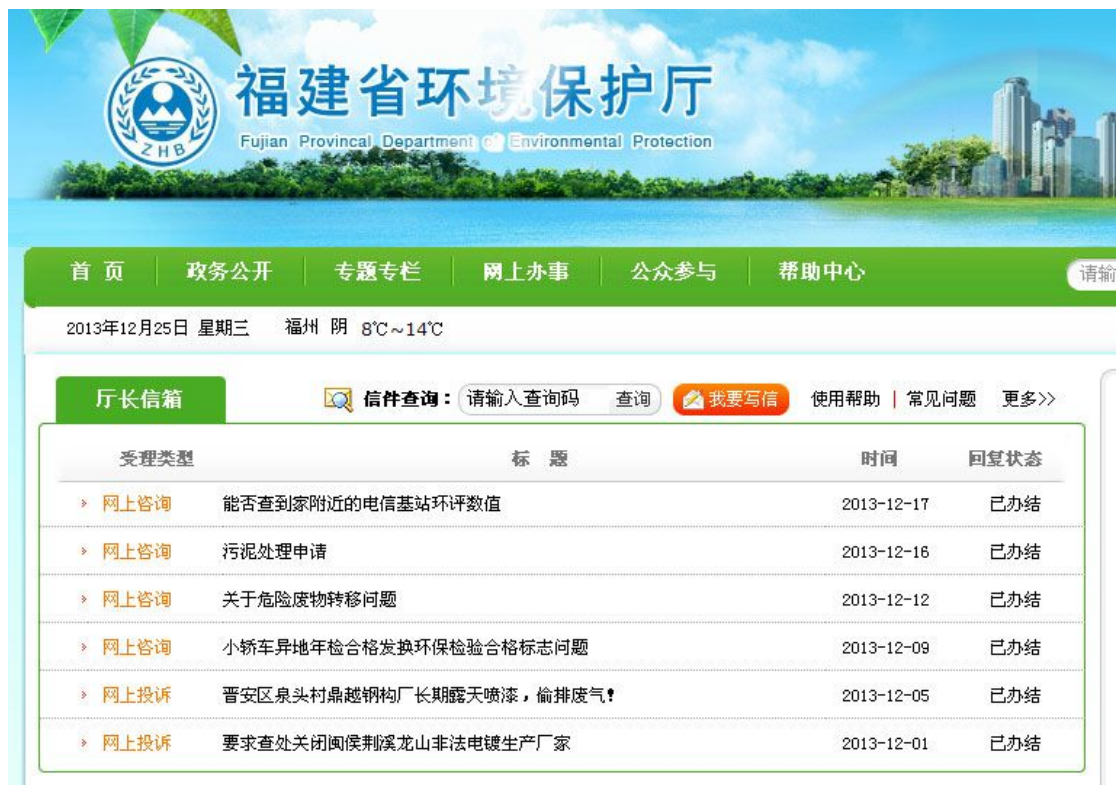 福建省环境保护厅
Fujian Provincal Department of Environmental Protection
ZHB
首 页 政务公开 专题专栏 网上办事 公众参与 帮助中心 请输
2013年12月25日 星期三 福州 阴 8℃~14℃
厅长信箱 信件查询： 请输入查询码 查询 我要写信 使用帮助 | 常见问题 更多>>
受理类型 标 题 时间 回复状态
网上咨询 能否查到家附近的电信基站环评数值 2013-12-17 已办结
网上咨询 污泥处理申请 2013-12-16 已办结
网上咨询 关于危险废物转移问题 2013-12-12 已办结
网上咨询 小轿车异地年检合格发换环保检验合格标志问题 2013-12-09 已办结
网上投诉 晋安区泉头村鼎越钢构厂长期露天喷漆，偷排废气！ 2013-12-05 已办结
网上投诉 要求查处关闭闽侯荆溪龙山非法电镀生产厂家 2013-12-01 已办结